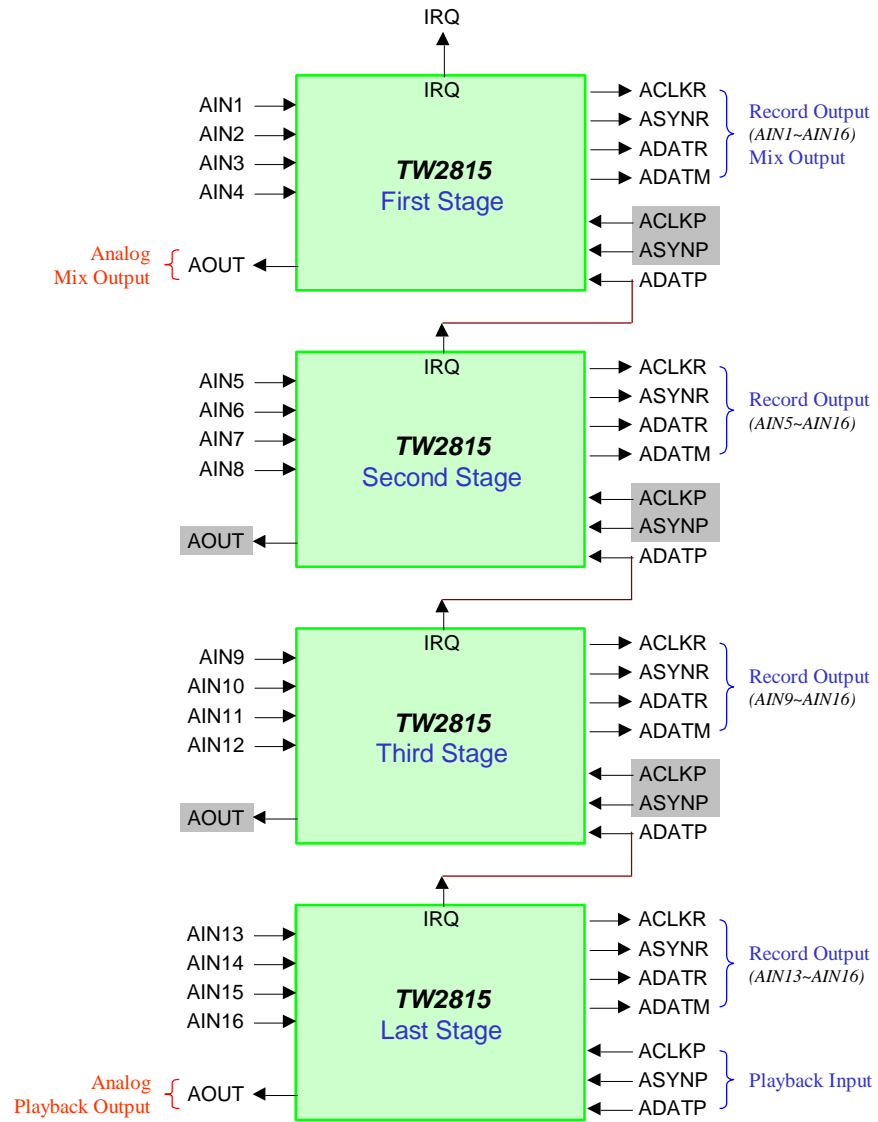 IRQ
IRQ
AIN1
AIN2
AIN3
AIN4
TW2815
First Stage
ACLKR
ASYNR
ADATR
ADATM
Record Output
(AIN1~AIN16)
Mix Output
ACLKP
ASYNP
ADATP
Analog
Mix Output
AOUT
IRQ
AIN5
AIN6
AIN7
AIN8
TW2815
Second Stage
ACLKR
ASYNR
ADATR
ADATM
Record Output
(AIN5~AIN16)
ACLKP
ASYNP
ADATP
AOUT
IRQ
AIN9
AIN10
AIN11
AIN12
TW2815
Third Stage
ACLKR
ASYNR
ADATR
ADATM
Record Output
(AIN9~AIN16)
ACLKP
ASYNP
ADATP
AOUT
IRQ
AIN13
AIN14
AIN15
AIN16
TW2815
Last Stage
ACLKR
ASYNR
ADATR
ADATM
Record Output
(AIN13~AIN16)
ACLKP
ASYNP
ADATP
Playback Input
Analog
Playback Output
AOUT